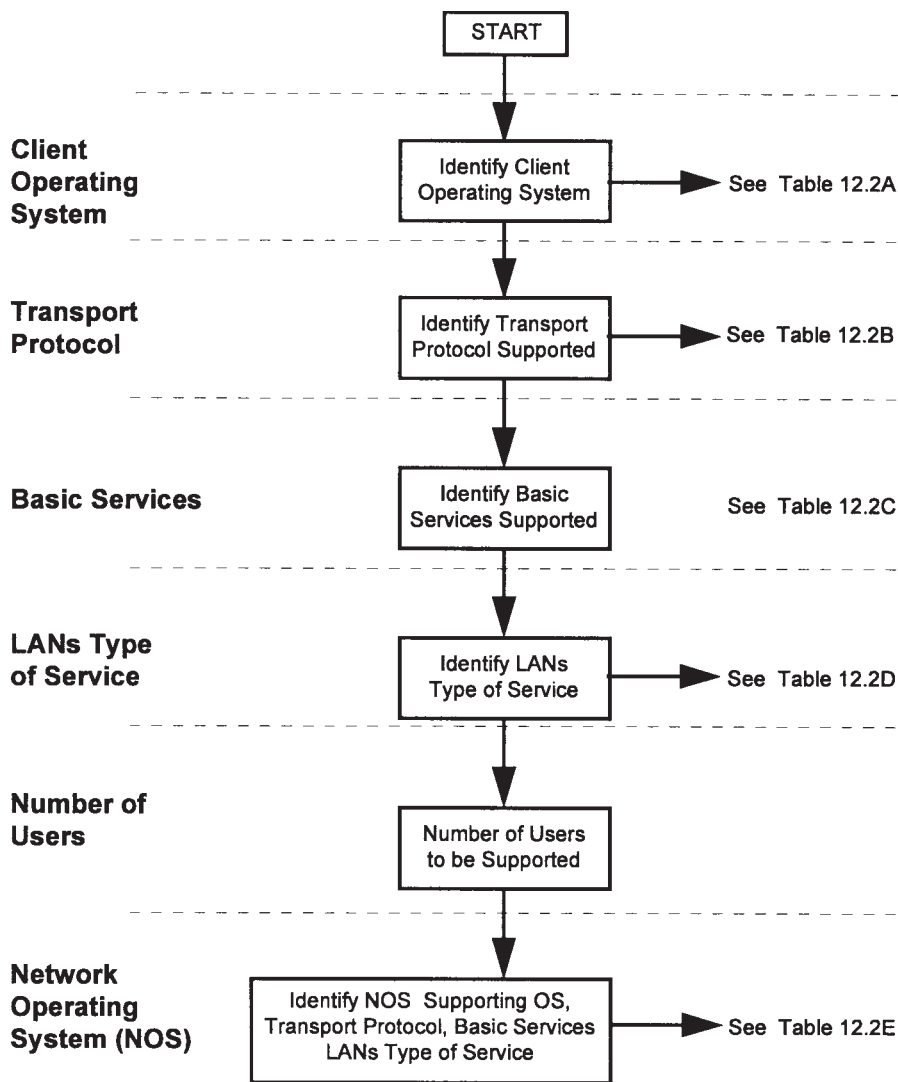 START
Client
Operating
System
Identify Client
Operating System
See Table 12.2A
Transport
Protocol
Identify Transport
Protocol Supported
See Table 12.2B
Basic Services
Identify Basic
Services Supported
See Table 12.2C
LANs Type
of Service
Identify LANs
Type of Service
See Table 12.2D
Number of
Users
Number of Users
to be Supported
Network
Operating
System (NOS)
Identify NOS Supporting OS,
Transport Protocol, Basic Services
LANs Type of Service
See Table 12.2E